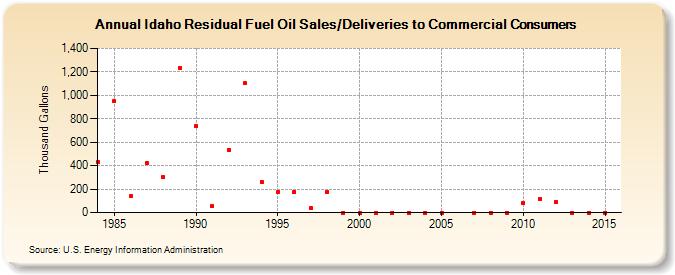 Annual Idaho Residual Fuel Oil Sales/Deliveries to Commercial Consumers
Thousand Gallons
1,400
1,200
1,000
800
600
400
200
0
1985 1990 1995 2000 2005 2010 2015
Source: U.S. Energy Information Administration